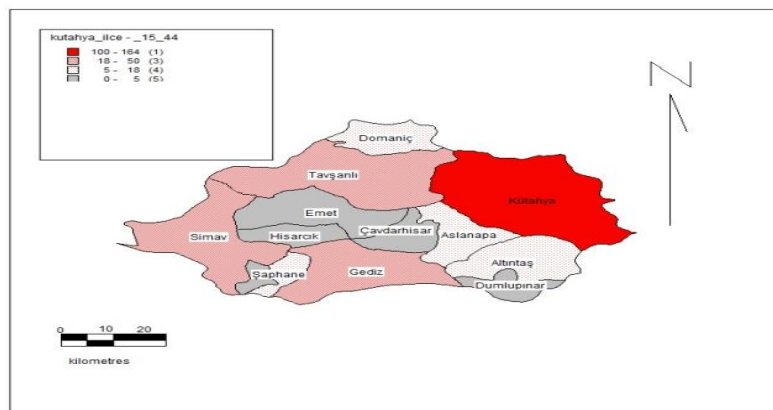 kutahya_ilce - _15_44
100 - 164 (1)
18 - 50 (3)
5 - 18 (4)
0 - 5 (5)
N
Domaniç
Tavşanlı
Kütahya
Emet
Simav
Hisarcık
Çavdarhisar
Aslanapa
Altıntaş
Şaphane
Gediz
Dumlupınar
0 10 20
kilometres